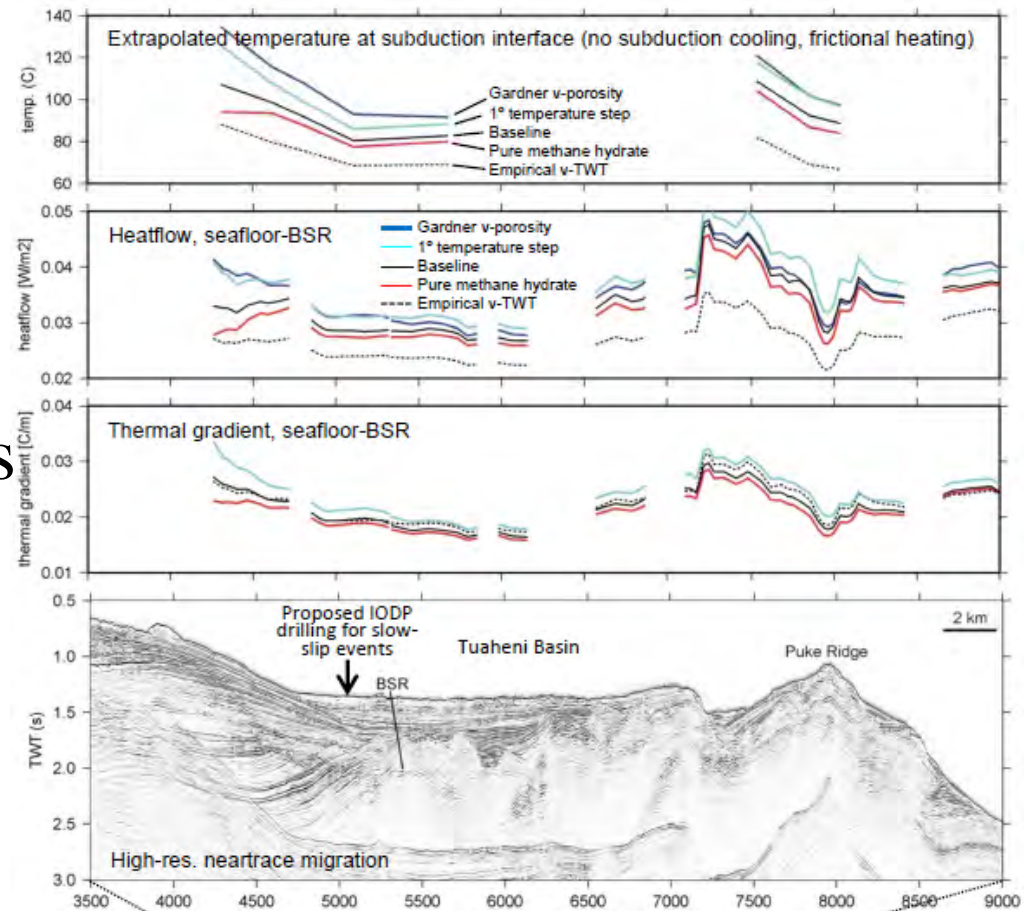 140
120
100
80
60
temp. (C)
Extrapolated temperature at subduction interface (no subduction cooling, frictional heating)
Gardner v-porosity
1º temperature step
Baseline
Pure methane hydrate
Empirical v-TWT
0.05
0.04
0.03
0.02
heatflow [W/m2]
Heatflow, seafloor-BSR
Gardner v-porosity
1º temperature step
Baseline
Pure methane hydrate
Empirical v-TWT
s
0.04
0.03
0.02
0.01
thermal gradient [C/m]
Thermal gradient, seafloor-BSR
0.5
1.0
1.5
2.0
2.5
3.0
TWT (s)
Proposed IODP
drilling for slow-
slip events
BSR
Tuaheni Basin
Puke Ridge
2 km
High-res. neartrace migration
3500 4000 4500 5000 5500 6000 6500 7000 7500 8000 8500 9000